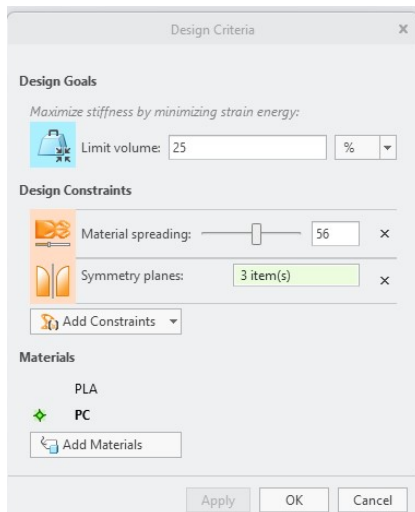 Design Criteria
Design Goals
Maximize stiffness by minimizing strain energy:
Limit volume: 25 %
Design Constraints
Material spreading: 56
Symmetry planes: 3 item(s)
Add Constraints
Materials
PLA
PC
Add Materials
Apply OK Cancel